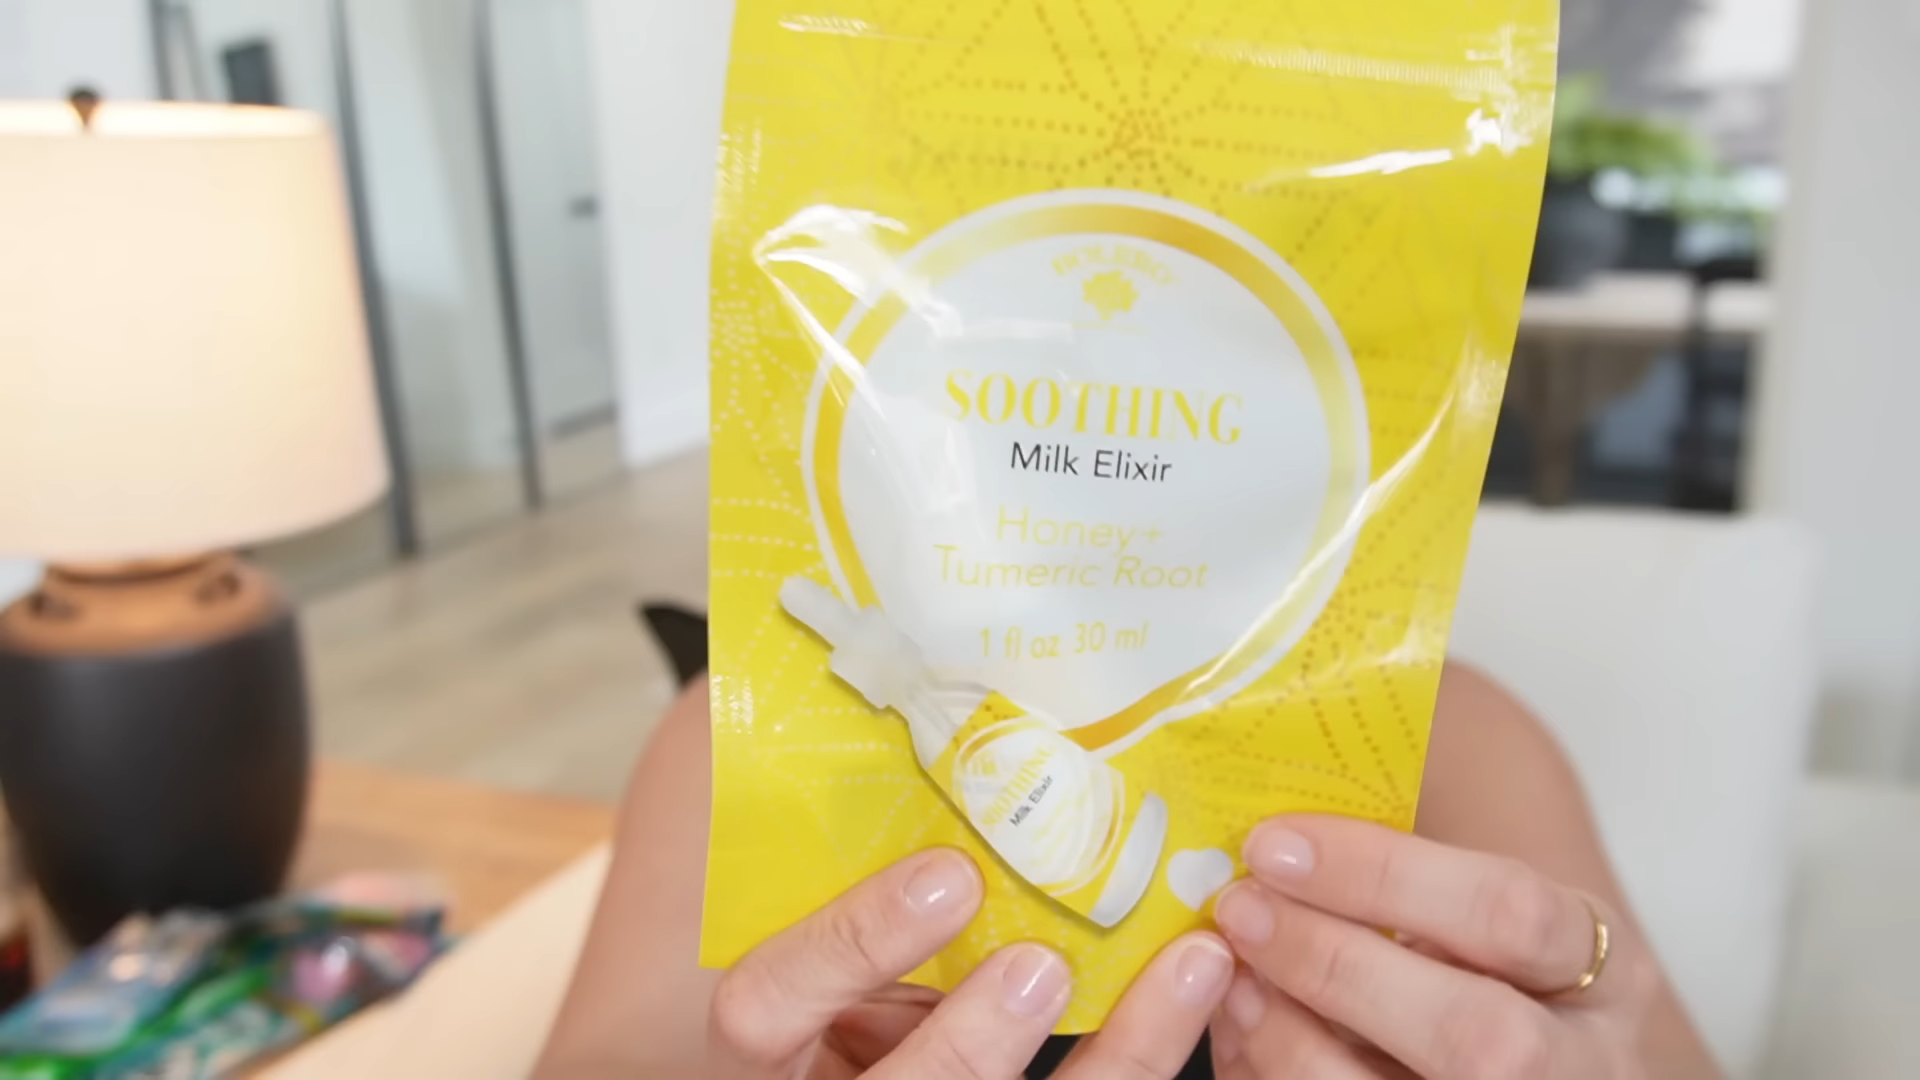 SOOTHING
Milk Elixir
Honey+
Tumeric Root
1 fl oz 30 ml
SOOTHING
Milk Elixir